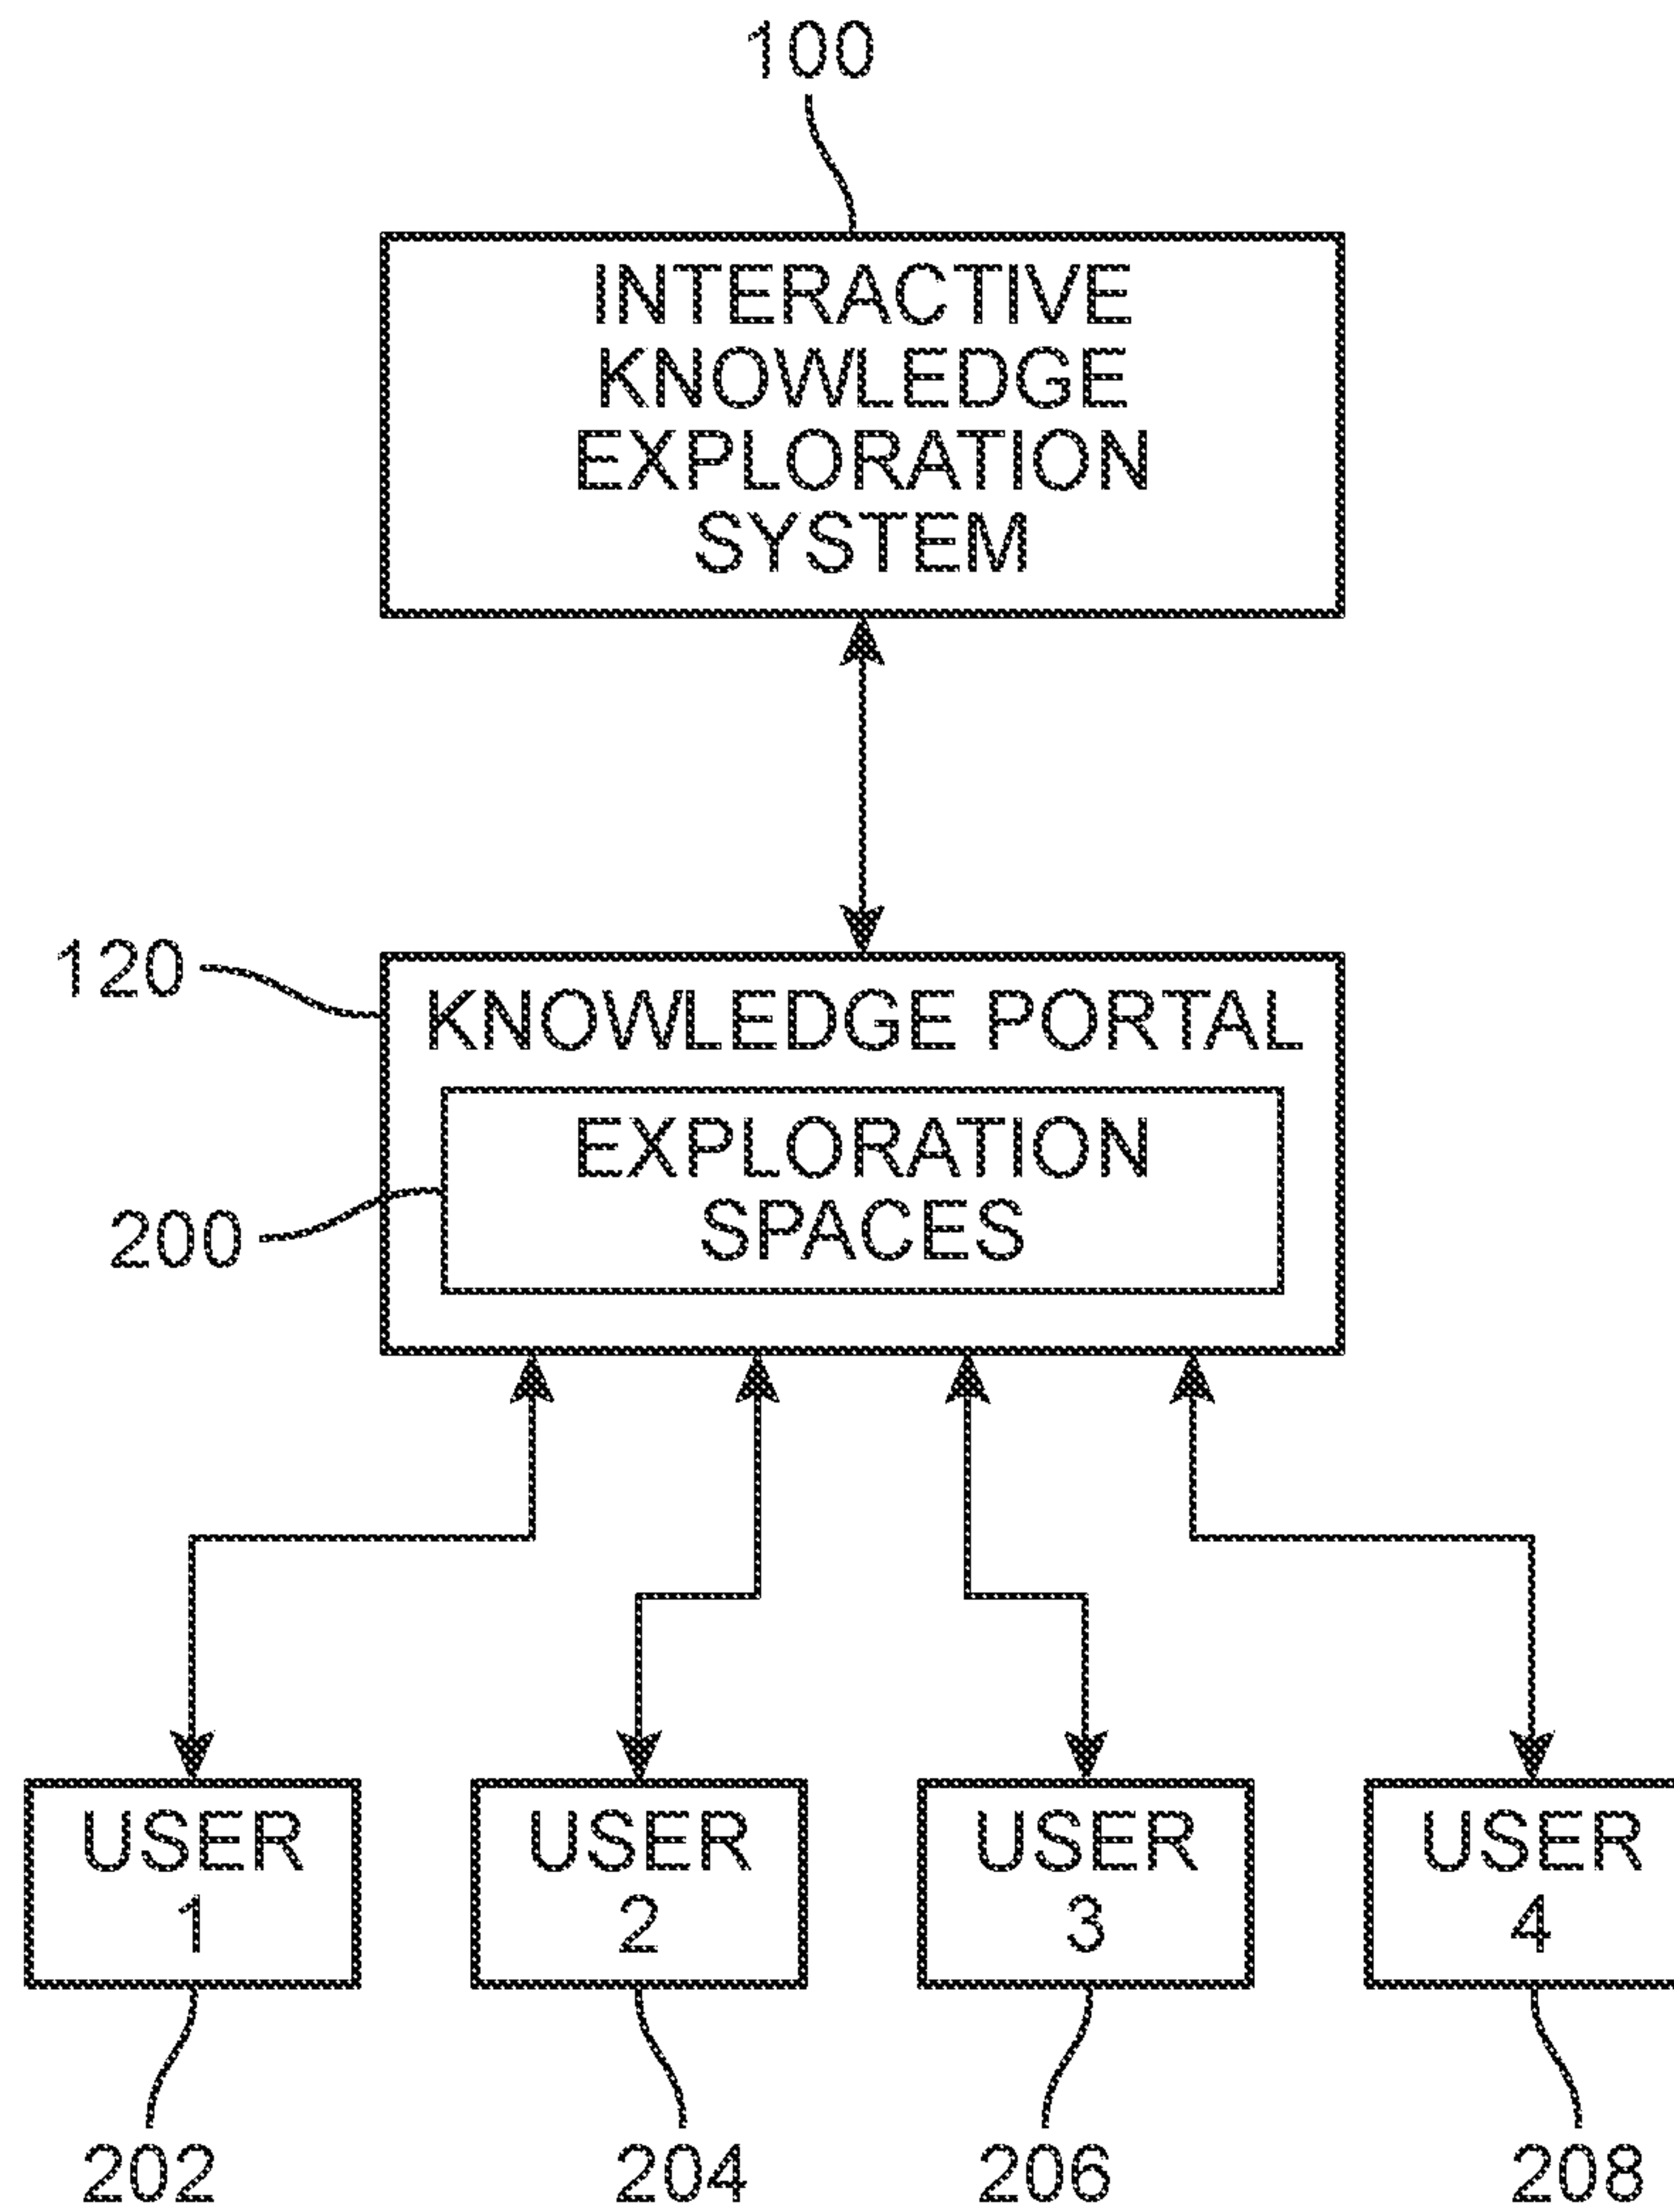 100
INTERACTIVE
KNOWLEDGE
EXPLORATION
SYSTEM
120
KNOWLEDGE PORTAL
EXPLORATION
SPACES
200
USER
1
USER
2
USER
3
USER
4
202
204
206
208